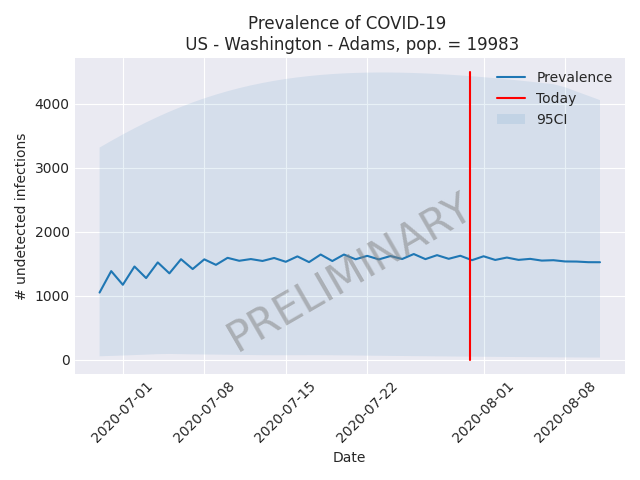 Prevalence of COVID-19
US - Washington - Adams, pop. = 19983
Prevalence
Today
95CI
# undetected infections
4000
3000
2000
1000
0
PRELIMINARY
2020-07-01
2020-07-08
2020-07-15
2020-07-22
2020-08-01
2020-08-08
Date